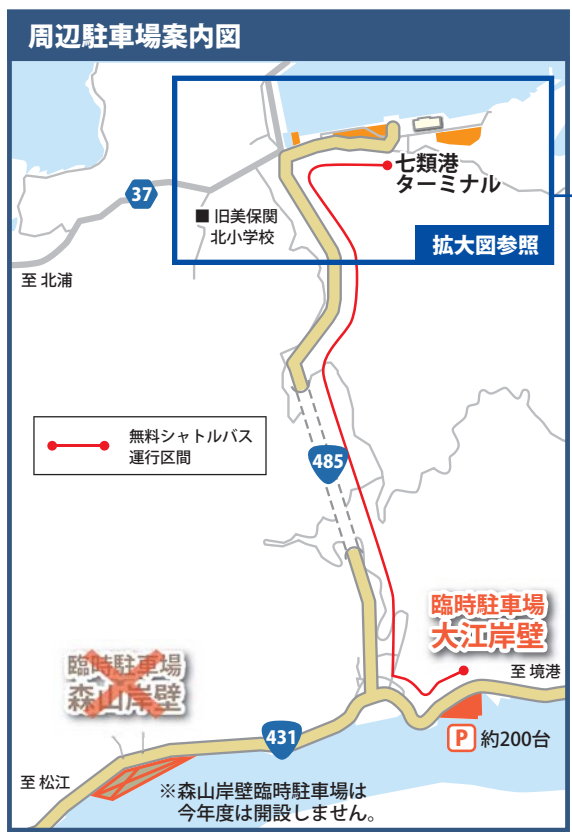 周辺駐車場案内図
七類港
ターミナル
37
■ 旧美保関
北小学校
拡大図参照
至 北浦
無料シャトルバス
運行区間
485
臨時駐車場
大江岸壁
臨時駐車場
森山岸壁
至 境港
431
P 約200台
至 松江
※森山岸壁臨時駐車場は
今年度は開設しません。